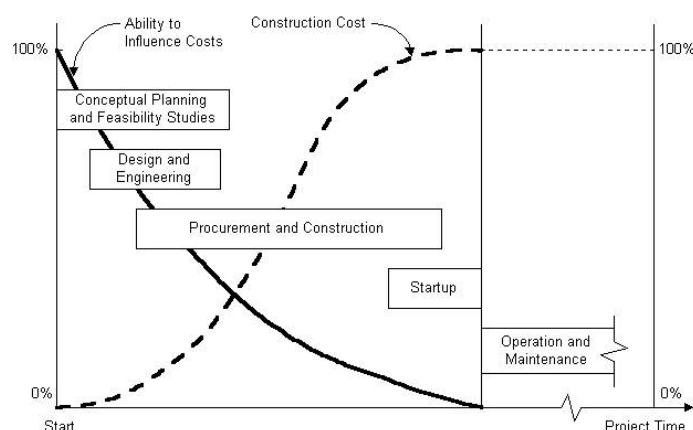 Ability to
Influence Costs
Construction Cost
100%
100%
Conceptual Planning
and Feasibility Studies
Design and
Engineering
Procurement and Construction
Startup
Operation and
Maintenance
0%
0%
Start
Project Time